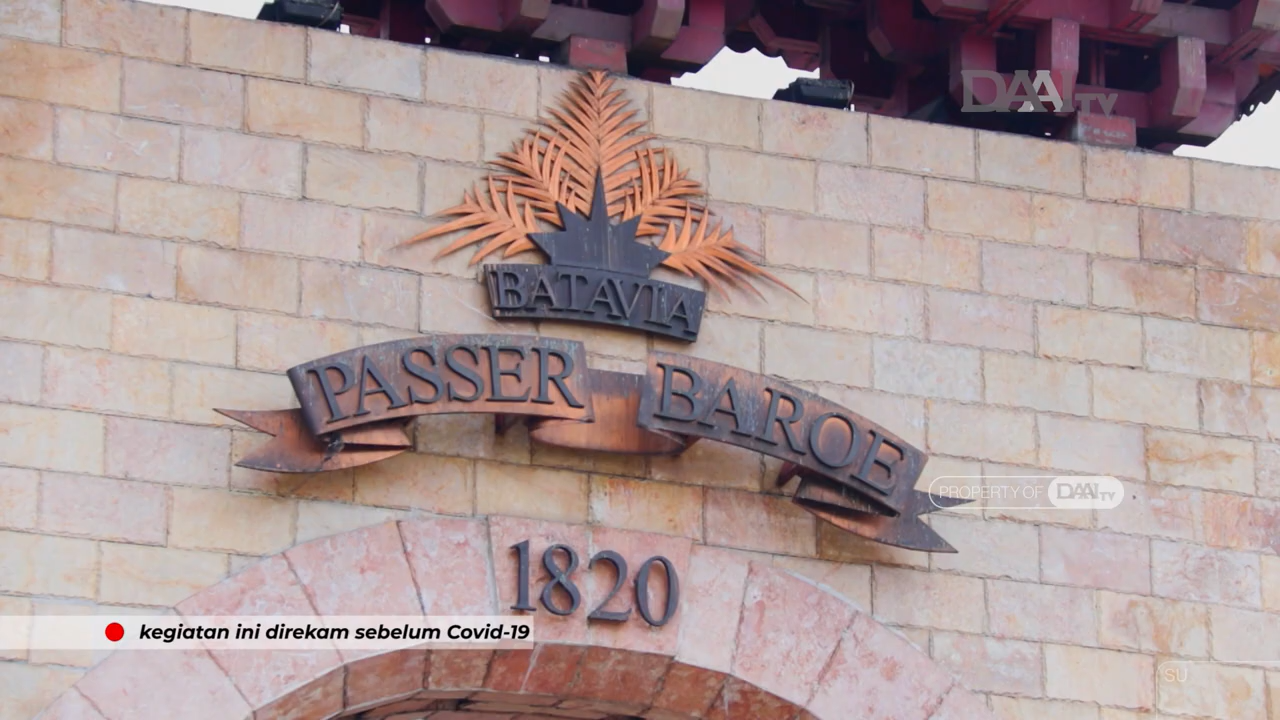 DAAI TV
BATAVIA
PASSER BAROE
PROPERTY OF DAAI TV
1820
kegiatan ini direkam sebelum Covid-19
SU